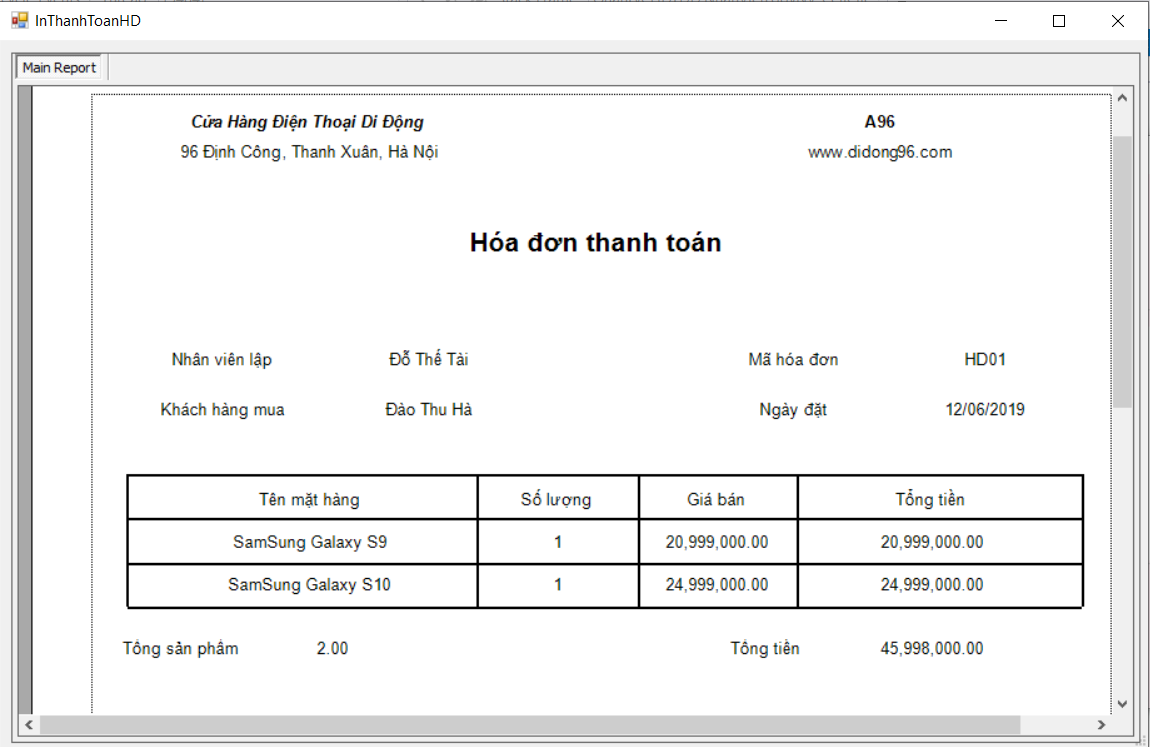 InThanhToanHD
Main Report
Cửa Hàng Điện Thoại Di Động A96
96 Định Công, Thanh Xuân, Hà Nội www.didong96.com
Hóa đơn thanh toán
Nhân viên lập Đỗ Thế Tài Mã hóa đơn HD01
Khách hàng mua Đào Thu Hà Ngày đặt 12/06/2019
Tên mặt hàng Số lượng Giá bán Tổng tiền
SamSung Galaxy S9 1 20,999,000.00 20,999,000.00
SamSung Galaxy S10 1 24,999,000.00 24,999,000.00
Tổng sản phẩm 2.00 Tổng tiền 45,998,000.00